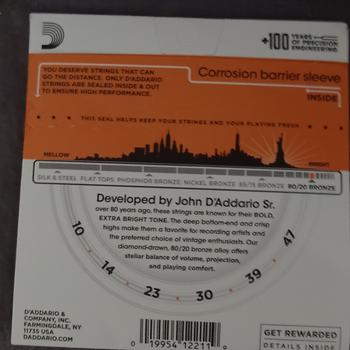 +100 YEARS
OF PRECISION
ENGINEERING
YOU DESERVE STRINGS THAT CAN
GO THE DISTANCE. ONLY D'ADDARIO
STRINGS ARE SEALED INSIDE & OUT
TO ENSURE HIGH PERFORMANCE.
Corrosion barrier sleeve
INSIDE
THIS SEAL HELPS KEEP YOUR STRINGS AND YOUR PLAYING FRESH
MELLOW
BRIGHT
SILK & STEEL FLAT TOPS PHOSPHOR BRONZE NICKEL BRONZE 85/15 BRONZE 80/20 BRONZE
Developed by John D'Addario Sr.
over 80 years ago, these strings are known for their BOLD,
EXTRA BRIGHT TONE. The deep bottom-end and crisp
highs make them a favorite for recording artists and
the preferred choice of vintage enthusiasts. Our
diamond-drawn, 80/20 bronze alloy offers
stellar balance of volume, projection,
and playing comfort.
10 14 23 30 39 47
D'ADDARIO &
COMPANY, INC.
FARMINGDALE, NY
11735 USA
DADDARIO.COM
0 19954 12211 0
GET REWARDED
DETAILS INSIDE